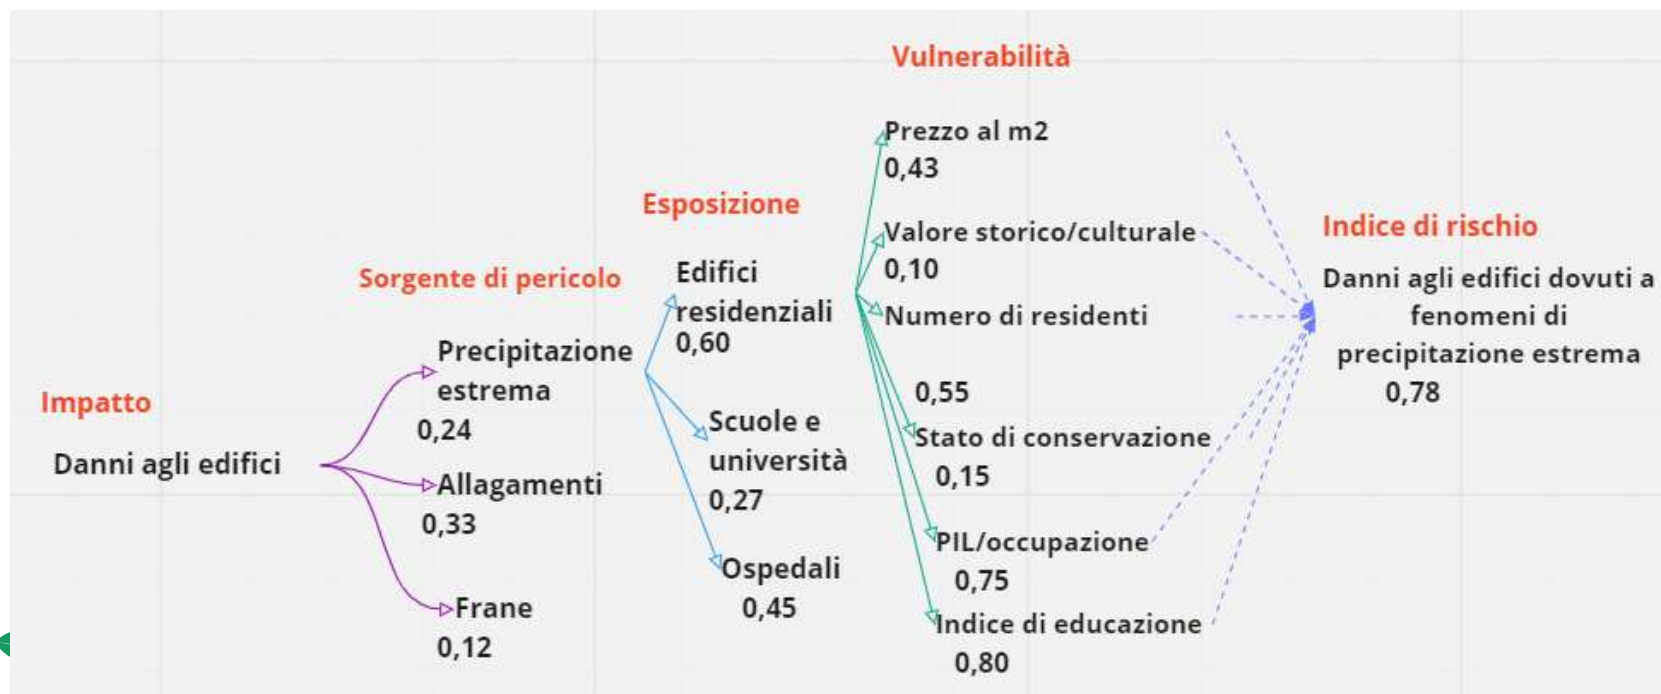 Impatto
Danni agli edifici
Sorgente di pericolo
Precipitazione
estrema
0,24
Allagamenti
0,33
Frane
0,12
Esposizione
Edifici
residenziali
0,60
Scuole e
università
0,27
Ospedali
0,45
Vulnerabilità
Prezzo al m2
0,43
Valore storico/culturale
0,10
Numero di residenti
0,55
Stato di conservazione
0,15
PIL/occupazione
0,75
Indice di educazione
0,80
Indice di rischio
Danni agli edifici dovuti a
fenomeni di
precipitazione estrema
0,78